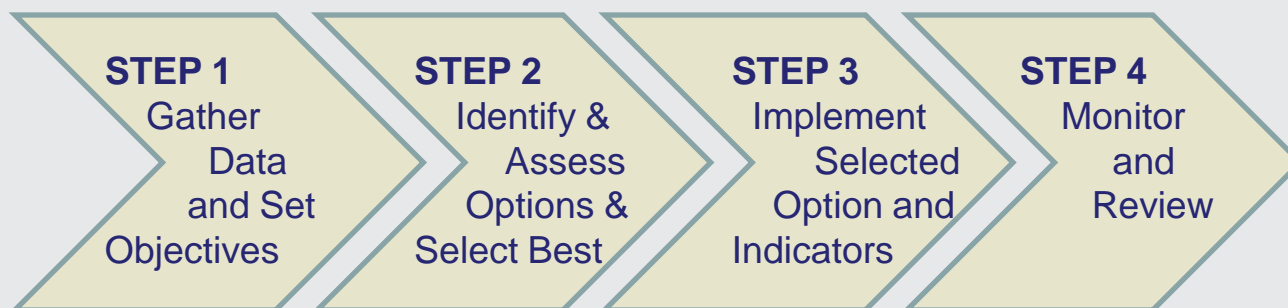 STEP 1
Gather
Data
and Set
Objectives
STEP 2
Identify &
Assess
Options &
Select Best
STEP 3
Implement
Selected
Option and
Indicators
STEP 4
Monitor
and
Review